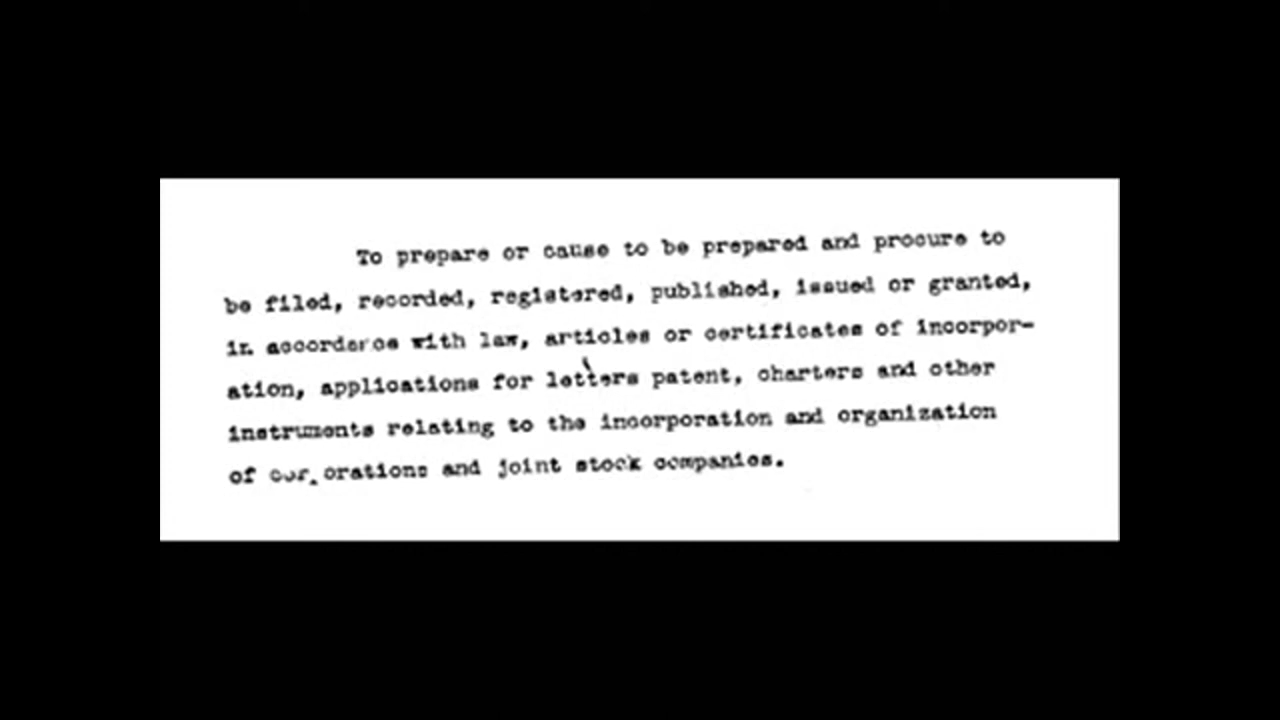 To prepare or cause to be prepared and procure to
be filed, recorded, registered, published, issued or granted,
in accordance with law, articles or certificates of incorpor-
ation, applications for letters patent, charters and other
instruments relating to the incorporation and organization
of corporations and joint stock companies.